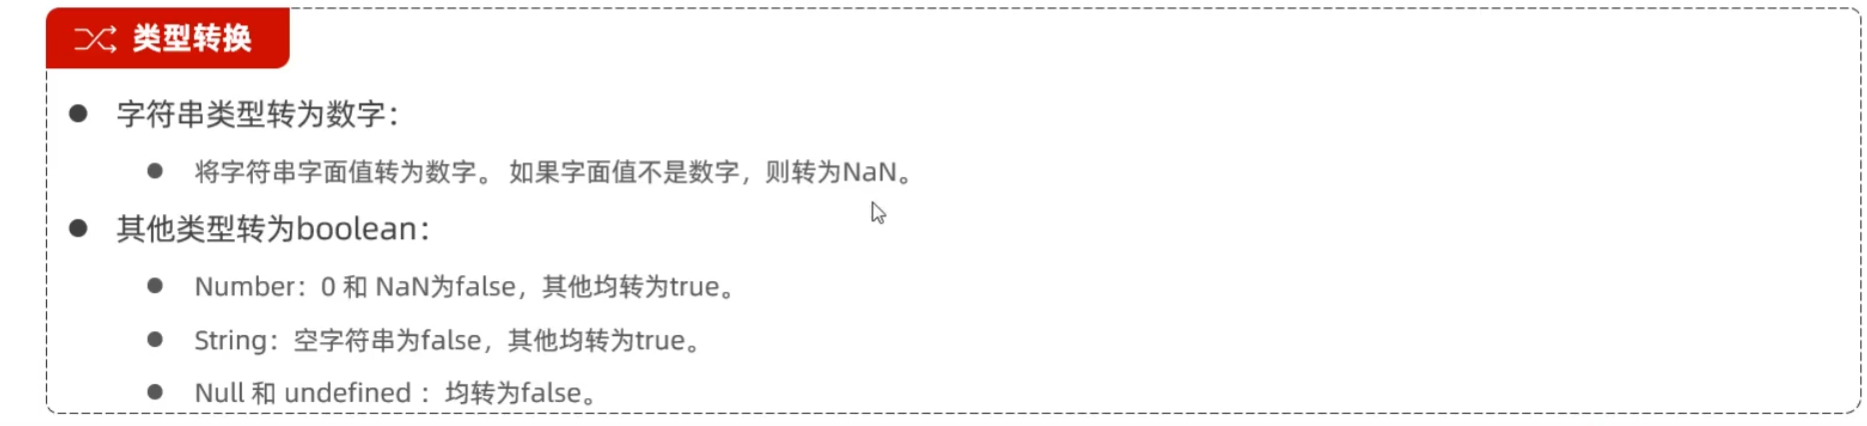 类型转换
字符串类型转为数字：
将字符串字面值转为数字。 如果字面值不是数字，则转为NaN。
其他类型转为boolean：
Number：0 和 NaN为false，其他均转为true。
String：空字符串为false，其他均转为true。
Null 和 undefined ：均转为false。